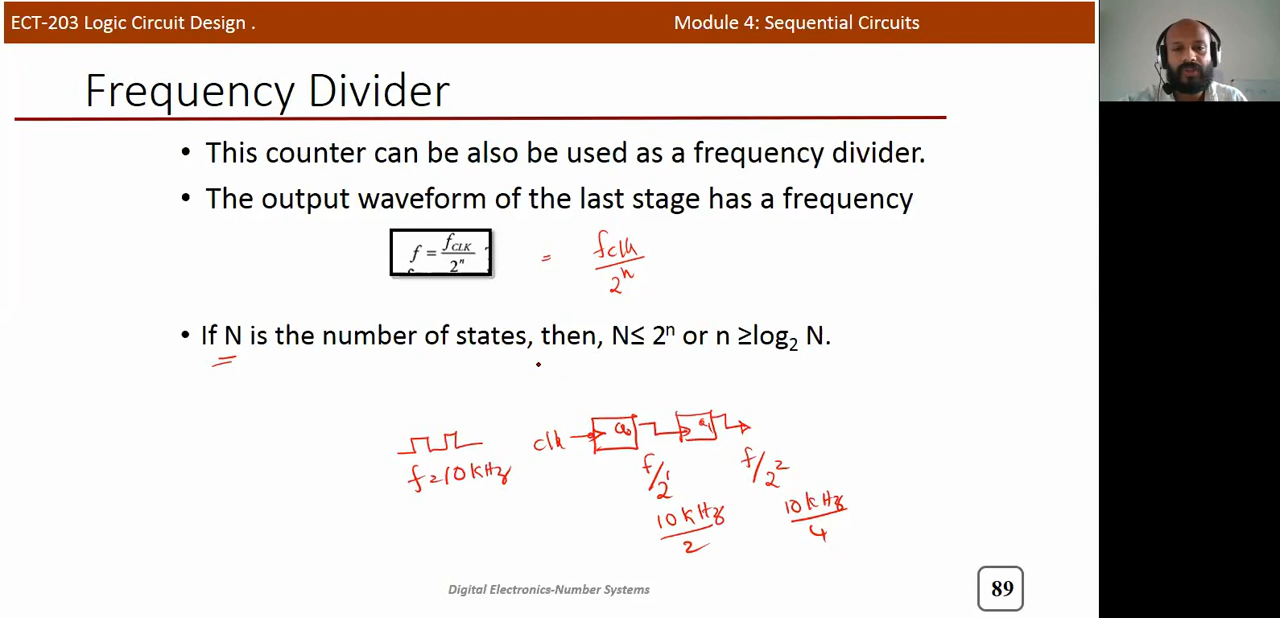 ECT-203 Logic Circuit Design .
Module 4: Sequential Circuits
Frequency Divider
• This counter can be also be used as a frequency divider.
• The output waveform of the last stage has a frequency
f = fCLK / 2ⁿ
= fclk / 2ⁿ
• If N is the number of states, then, N≤ 2ⁿ or n ≥log₂ N.
clk Q₀ Q₁
f=10KHz
f/2¹
f/2²
10KHz / 2
10KHz / 4
Digital Electronics-Number Systems
89